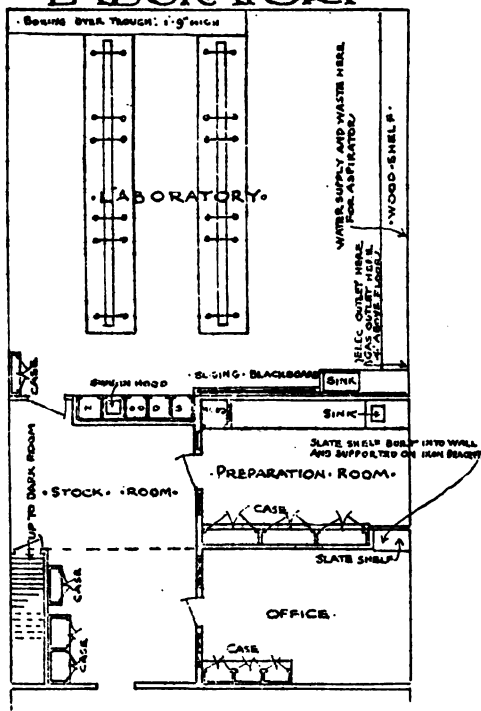 LABORATORY
BOXING OVER TROUGH. 1'-9" HIGH
WATER SUPPLY AND WASTE HERE
FOR ASPIRATOR
·WOOD·SHELF·
·LABORATORY·
ELEC OUTLET HERE
GAS OUTLET HERE
4' ABOVE FLOOR
CASE
HOOD
BLACKBOARD
SINK
SINK
SLATE SHELF BUILT INTO WALL
AND SUPPORTED ON IRON
UP TO DARK ROOM
·STOCK·ROOM·
·PREPARATION·ROOM·
CASE
SLATE SHELF
CASE
OFFICE·
CASE
CASE